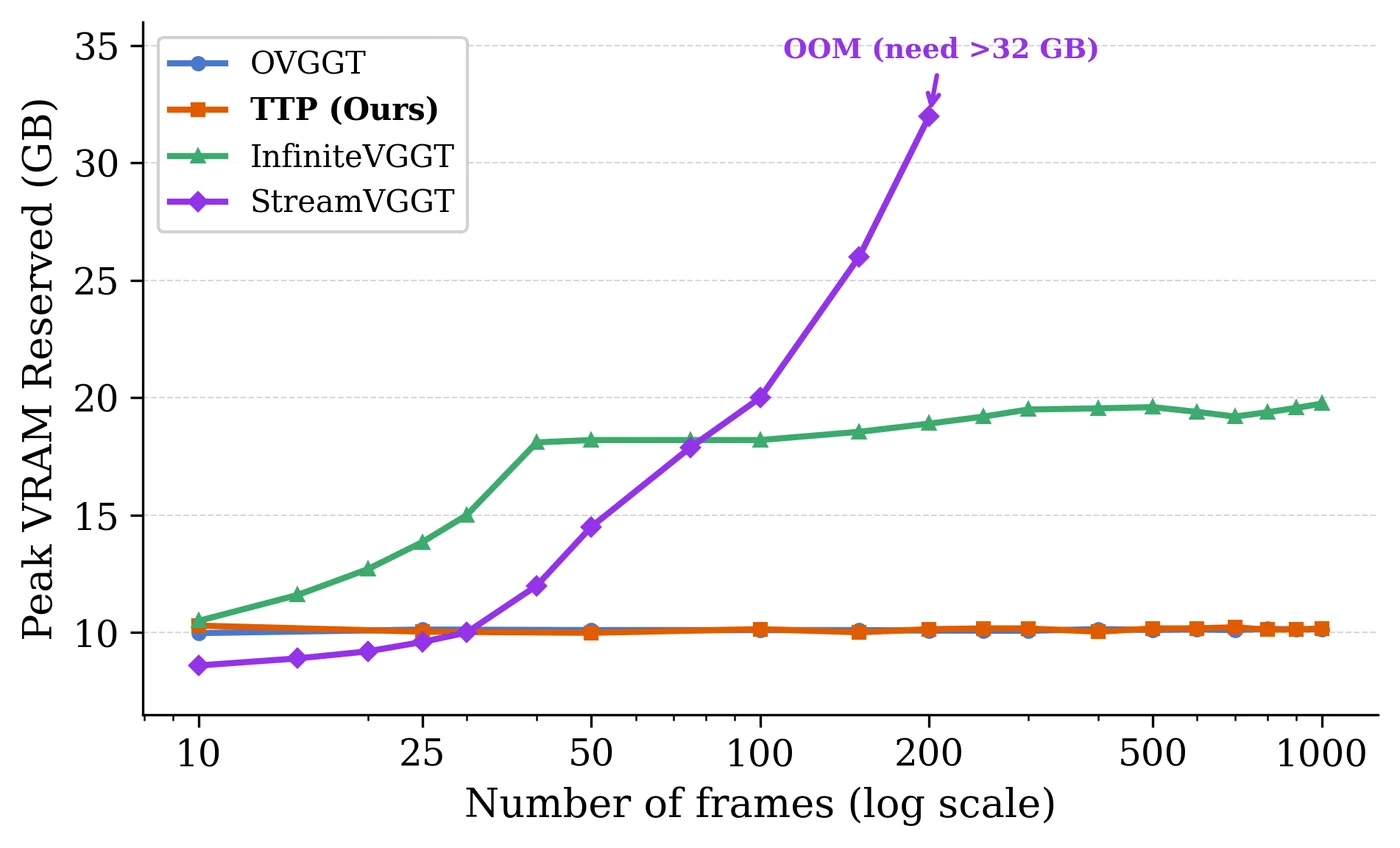 OOM (need >32 GB)
OVGGT
TTP (Ours)
InfiniteVGGT
StreamVGGT
Peak VRAM Reserved (GB)
35
30
25
20
15
10
10 25 50 100 200 500 1000
Number of frames (log scale)